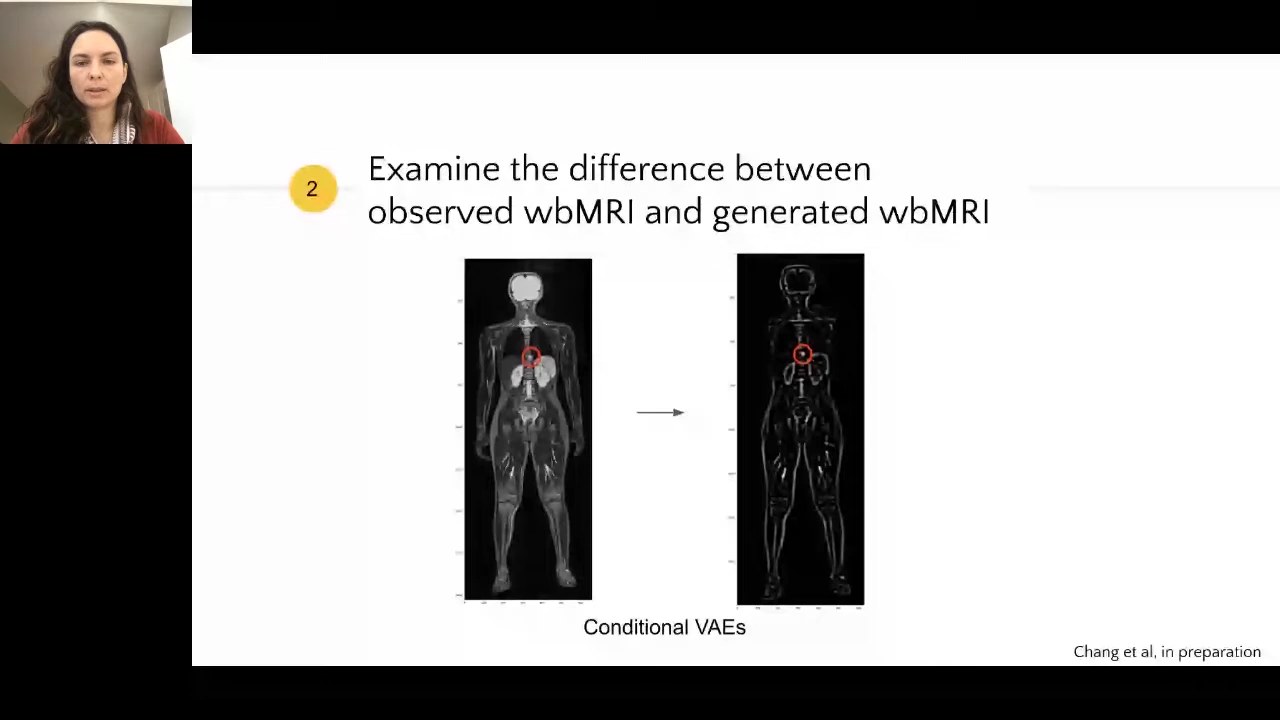 2
Examine the difference between
observed wbMRI and generated wbMRI
Conditional VAEs
Chang et al, in preparation